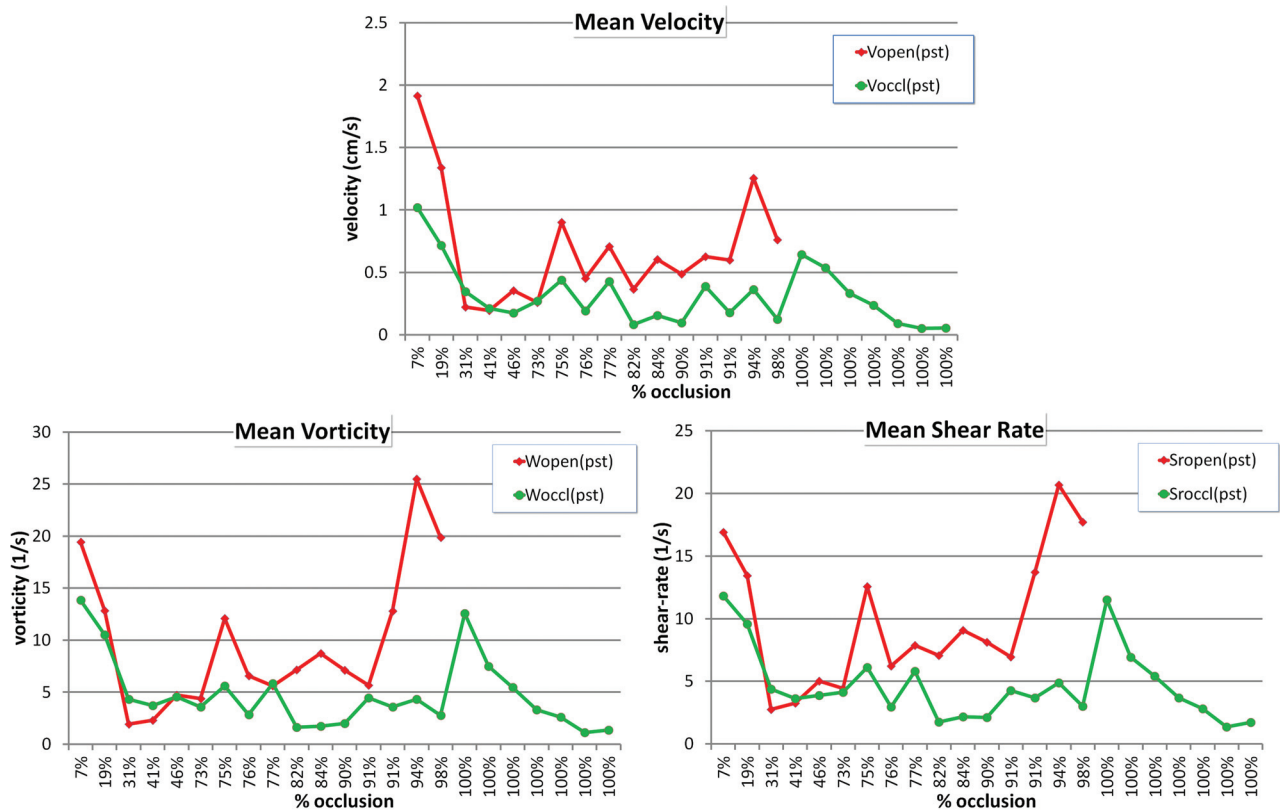 Mean Velocity
2.5
2
1.5
1
0.5
0
velocity (cm/s)
Vopen(pst)
Voccl(pst)
7% 19% 31% 41% 46% 73% 75% 76% 77% 82% 84% 90% 91% 91% 94% 98% 100% 100% 100% 100% 100% 100% 100%
% occlusion
Mean Vorticity
30
25
20
15
10
5
0
vorticity (1/s)
Wopen(pst)
Woccl(pst)
7% 19% 31% 41% 46% 73% 75% 76% 77% 82% 84% 90% 91% 91% 94% 98% 100% 100% 100% 100% 100% 100% 100%
% occlusion
Mean Shear Rate
25
20
15
10
5
0
shear-rate (1/s)
Sropen(pst)
Sroccl(pst)
7% 19% 31% 41% 46% 73% 75% 76% 77% 82% 84% 90% 91% 91% 94% 98% 100% 100% 100% 100% 100% 100% 100%
% occlusion